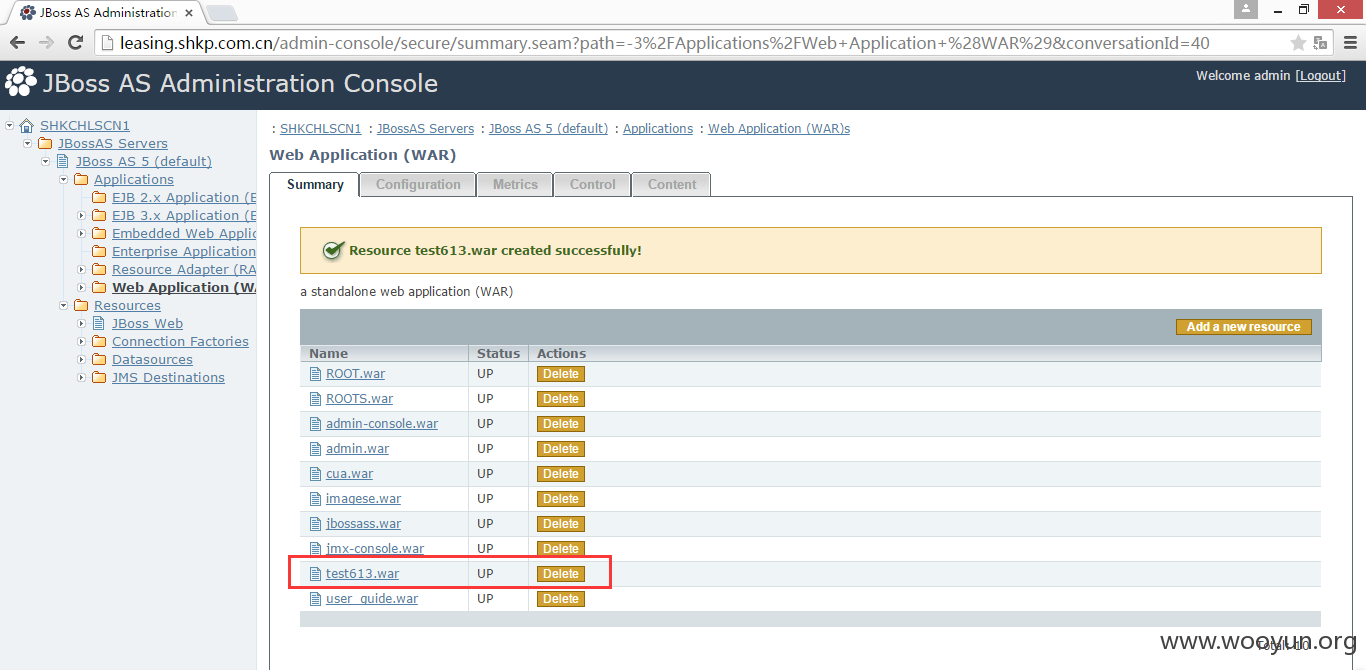 JBoss AS Administration
leasing.shkp.com.cn/admin-console/secure/summary.seam?path=-3%2FApplications%2FWeb+Application+%28WAR%29&conversationId=40
JBoss AS Administration Console
Welcome admin [Logout]
SHKCHLSCN1
JBossAS Servers
JBoss AS 5 (default)
Applications
EJB 2.x Application (E
EJB 3.x Application (E
Embedded Web Applic
Enterprise Application
Resource Adapter (RA
Web Application (WA
Resources
JBoss Web
Connection Factories
Datasources
JMS Destinations
: SHKCHLSCN1 : JBossAS Servers : JBoss AS 5 (default) : Applications : Web Application (WAR)s
Web Application (WAR)
Summary Configuration Metrics Control Content
Resource test613.war created successfully!
a standalone web application (WAR)
Add a new resource
Name Status Actions
ROOT.war UP Delete
ROOTS.war UP Delete
admin-console.war UP Delete
admin.war UP Delete
cua.war UP Delete
imagese.war UP Delete
jbossass.war UP Delete
jmx-console.war UP Delete
test613.war UP Delete
user_guide.war UP Delete
Total: 10
www.wooyun.org